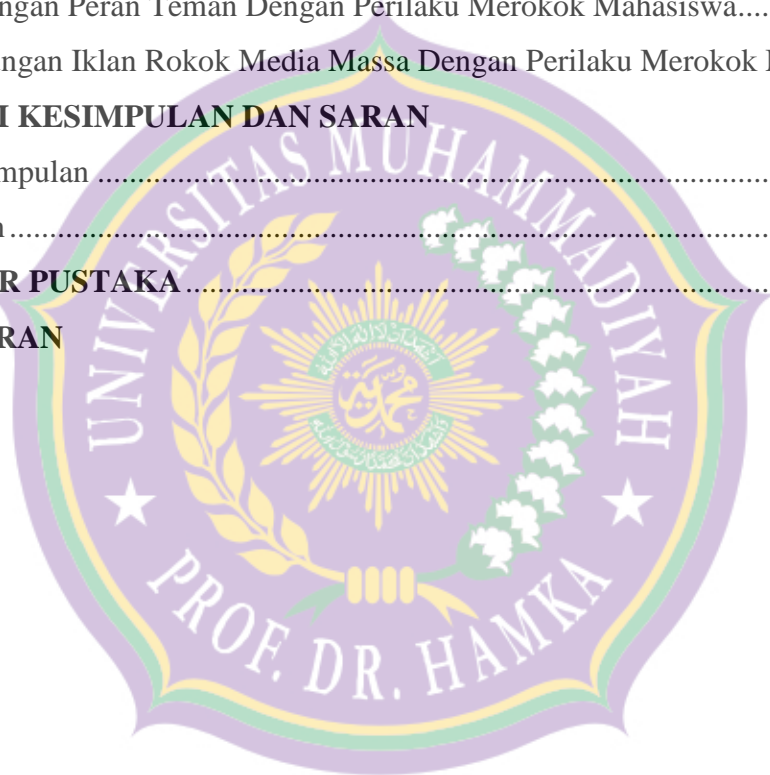 ngan Peran Teman Dengan Perilaku Merokok Mahasiswa....
ngan Iklan Rokok Media Massa Dengan Perilaku Merokok
I KESIMPULAN DAN SARAN
mpulan ........................................................................................
n ........................................................................................
R PUSTAKA ........................................................................................
RAN
UNIVERSITAS MUHAMMADIYAH
PROF. DR. HAMKA